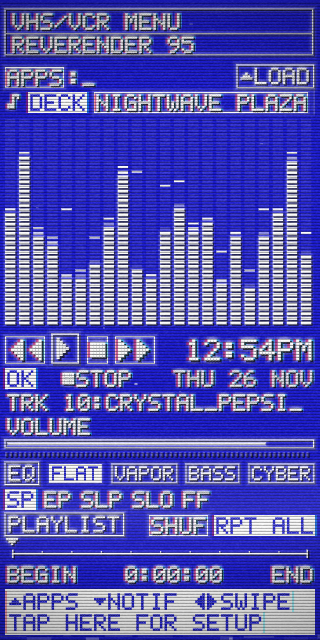 VHS/VCR MENU
REVERENDER 95
APPS:_ ▲LOAD
♪ DECK NIGHTWAVE PLAZA
12:54PM
OK ■STOP. THU 26 NOV
TRK 10:CRYSTAL_PEPSI_
VOLUME
EQ FLAT VAPOR BASS CYBER
SP EP SLP SLO FF
PLAYLIST SHUF RPT ALL
BEGIN 0:00:00 END
▲APPS ▼NOTIF ◀▶SWIPE
TAP HERE FOR SETUP